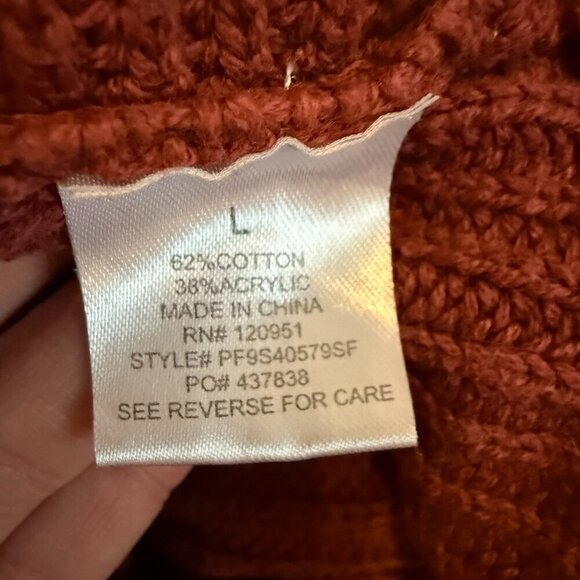 L
62%COTTON
38%ACRYLIC
MADE IN CHINA
RN# 120951
STYLE# PF9S40579SF
PO# 437838
SEE REVERSE FOR CARE